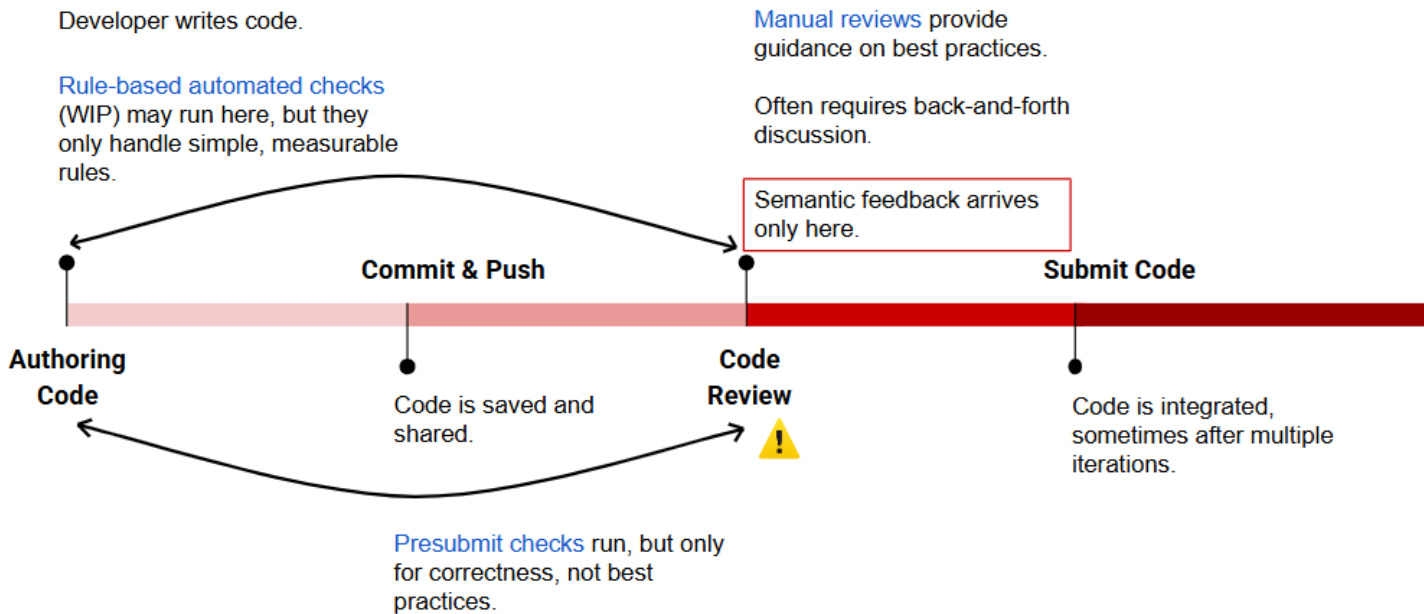 Developer writes code.
Rule-based automated checks
(WIP) may run here, but they
only handle simple, measurable
rules.
Manual reviews provide
guidance on best practices.
Often requires back-and-forth
discussion.
Semantic feedback arrives
only here.
Commit & Push
Submit Code
Authoring
Code
Code is saved and
shared.
Code
Review
Code is integrated,
sometimes after multiple
iterations.
Presubmit checks run, but only
for correctness, not best
practices.